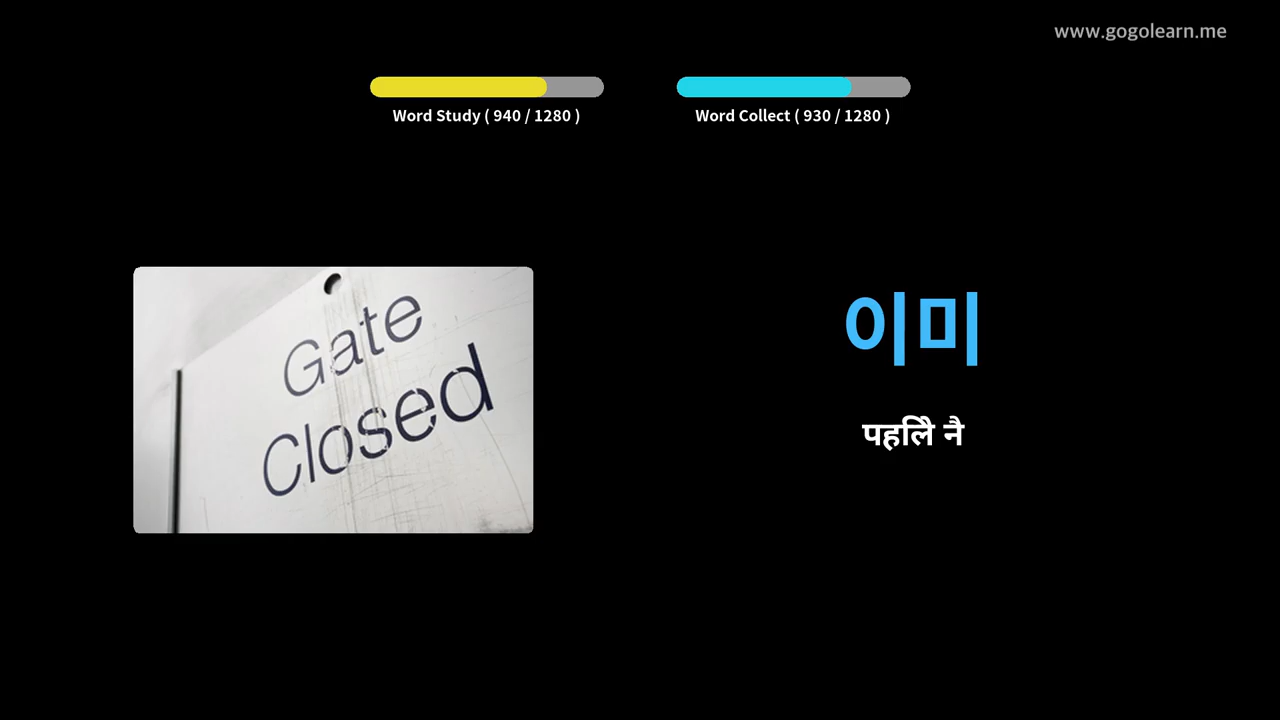 www.gogolearn.me
Word Study ( 940 / 1280 )
Word Collect ( 930 / 1280 )
Gate
Closed
이미
पहिले नै